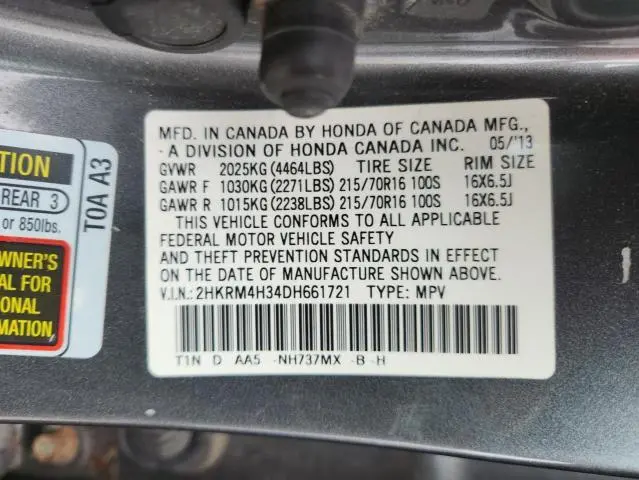 MFD. IN CANADA BY HONDA OF CANADA MFG.,
- A DIVISION OF HONDA CANADA INC. 05/'13
GVWR 2025KG(4464LBS) TIRE SIZE RIM SIZE
GAWR F 1030KG(2271LBS) 215/70R16 100S 16X6.5J
GAWR R 1015KG(2238LBS) 215/70R16 100S 16X6.5J
THIS VEHICLE CONFORMS TO ALL APPLICABLE
FEDERAL MOTOR VEHICLE SAFETY
AND THEFT PREVENTION STANDARDS IN EFFECT
ON THE DATE OF MANUFACTURE SHOWN ABOVE.
V.I.N.:2HKRM4H34DH661721 TYPE: MPV
T1N D AA5 -NH737MX -B -H
TION
REAR 3
or 850lbs.
OWNER'S
AL FOR
IONAL
MATION
T0A A3